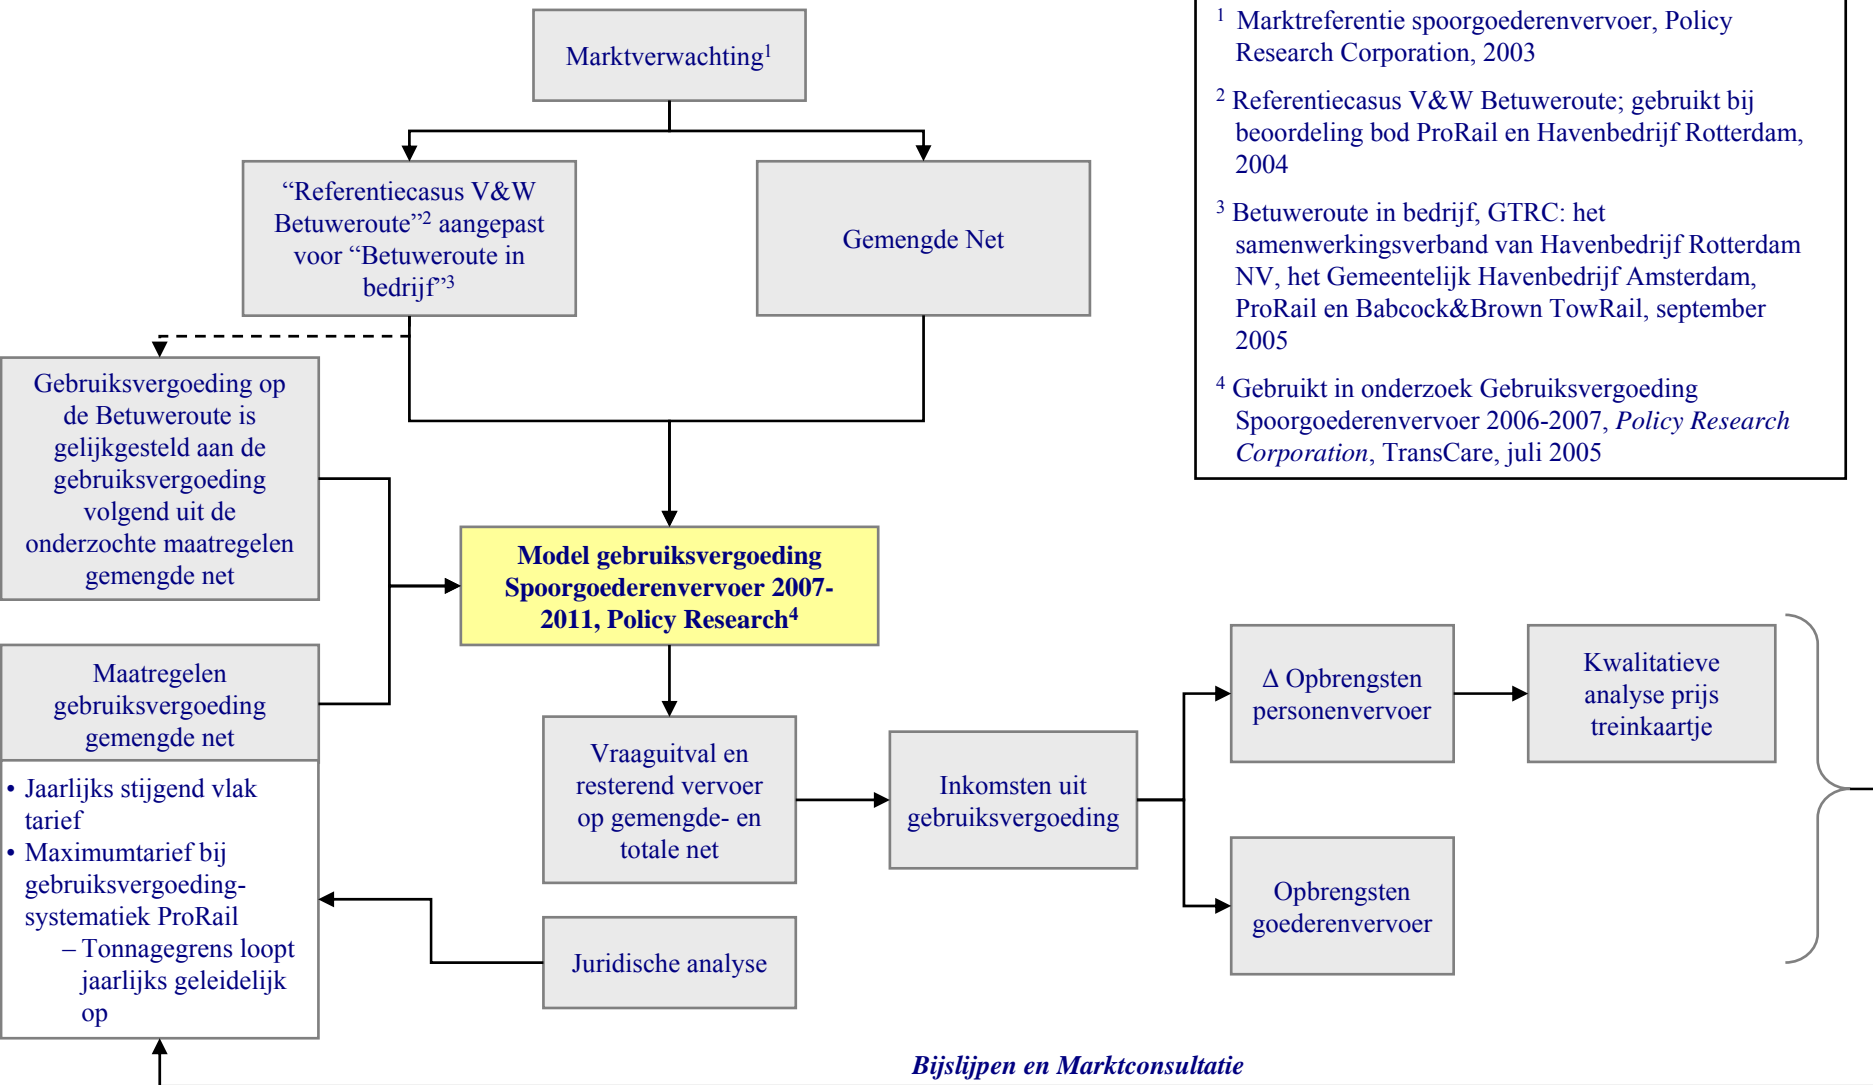 Marktverwachting¹
¹ Marktreferentie spoorgoederenvervoer, Policy
Research Corporation, 2003
² Referentiecasus V&W Betuweroute; gebruikt bij
beoordeling bod ProRail en Havenbedrijf Rotterdam,
2004
³ Betuweroute in bedrijf, GTRC: het
samenwerkingsverband van Havenbedrijf Rotterdam
NV, het Gemeentelijk Havenbedrijf Amsterdam,
ProRail en Babcock&Brown TowRail, september
2005
⁴ Gebruikt in onderzoek Gebruiksvergoeding
Spoorgoederenvervoer 2006-2007, Policy Research
Corporation, TransCare, juli 2005
“Referentiecasus V&W
Betuweroute”² aangepast
voor “Betuweroute in
bedrijf”³
Gemengde Net
Gebruiksvergoeding op
de Betuweroute is
gelijkgesteld aan de
gebruiksvergoeding
volgend uit de
onderzochte maatregelen
gemengde net
Model gebruiksvergoeding
Spoorgoederenvervoer 2007-
2011, Policy Research⁴
Maatregelen
gebruiksvergoeding
gemengde net
• Jaarlijks stijgend vlak
tarief
• Maximumtarief bij
gebruiksvergoeding-
systematiek ProRail
– Tonnagegrens loopt
jaarlijks geleidelijk
op
Vraaguitval en
resterend vervoer
op gemengde- en
totale net
Inkomsten uit
gebruiksvergoeding
Δ Opbrengsten
personenvervoer
Kwalitatieve
analyse prijs
treinkaartje
Opbrengsten
goederenvervoer
Juridische analyse
Bijslijpen en Marktconsultatie